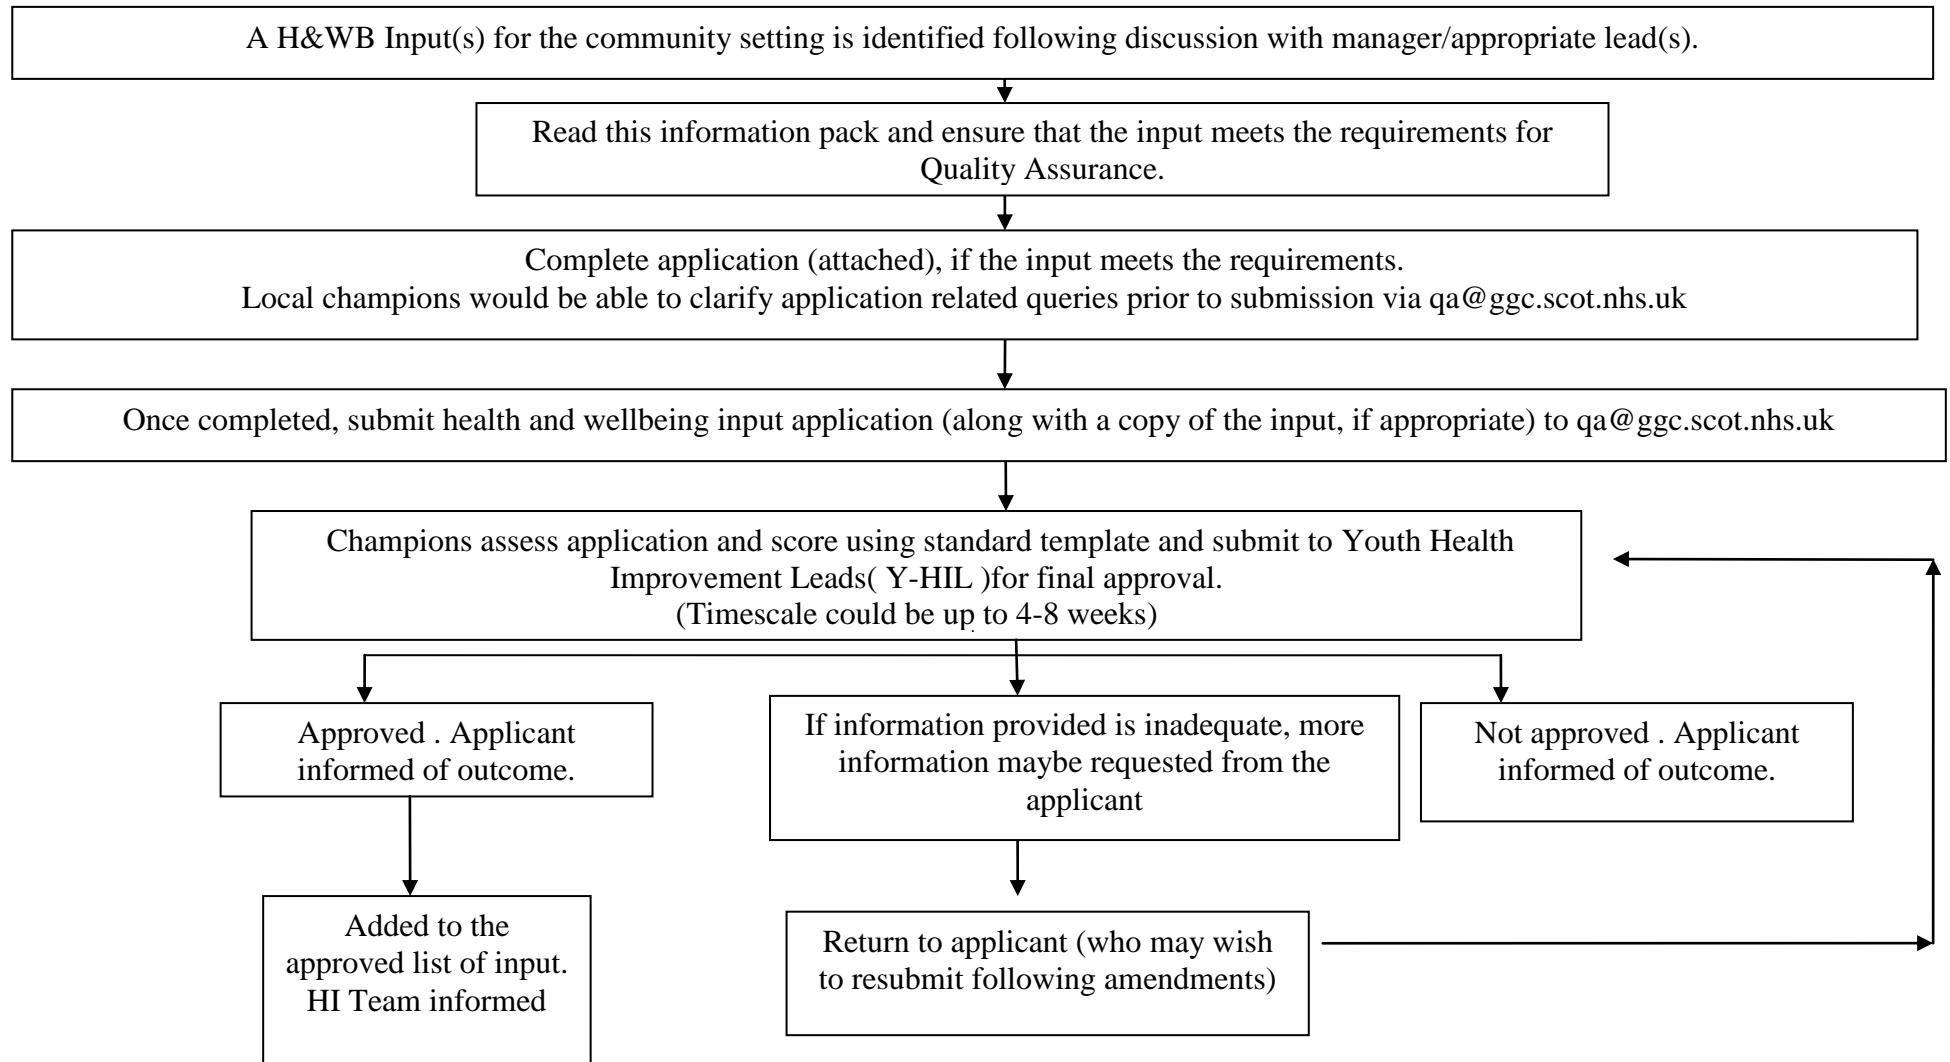 A H&WB Input(s) for the community setting is identified following discussion with manager/appropriate lead(s).
Read this information pack and ensure that the input meets the requirements for
Quality Assurance.
Complete application (attached), if the input meets the requirements.
Local champions would be able to clarify application related queries prior to submission via qa@ggc.scot.nhs.uk
Once completed, submit health and wellbeing input application (along with a copy of the input, if appropriate) to qa@ggc.scot.nhs.uk
Champions assess application and score using standard template and submit to Youth Health
Improvement Leads( Y-HIL )for final approval.
(Timescale could be up to 4-8 weeks)
Approved . Applicant
informed of outcome.
If information provided is inadequate, more
information maybe requested from the
applicant
Not approved . Applicant
informed of outcome.
Added to the
approved list of input.
HI Team informed
Return to applicant (who may wish
to resubmit following amendments)